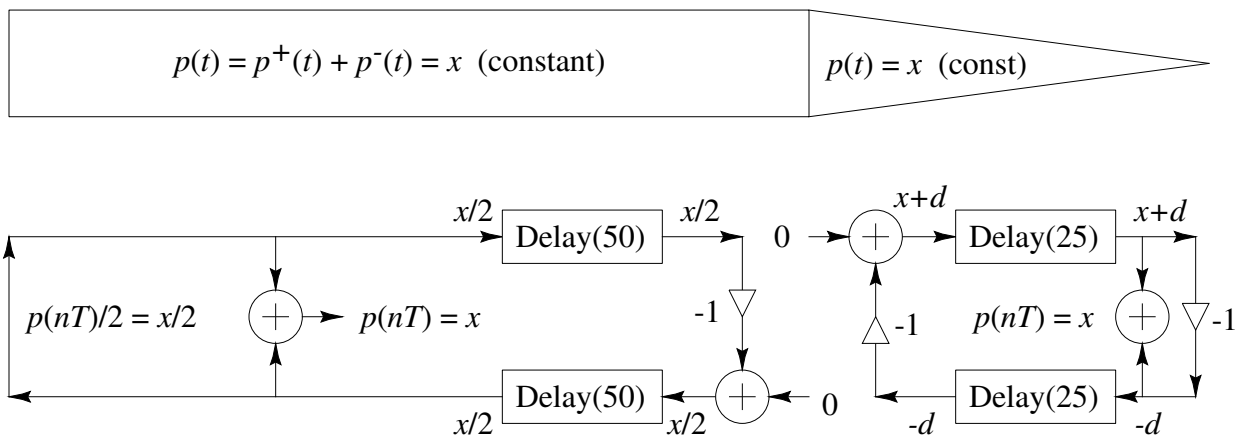 p(t) = p+(t) + p-(t) = x (constant)
p(t) = x (const)
x/2 Delay(50) x/2
0 x+d Delay(25) x+d
p(nT)/2 = x/2 p(nT) = x -1
-1 p(nT) = x -1
x/2 Delay(50) x/2 0
-d Delay(25) -d